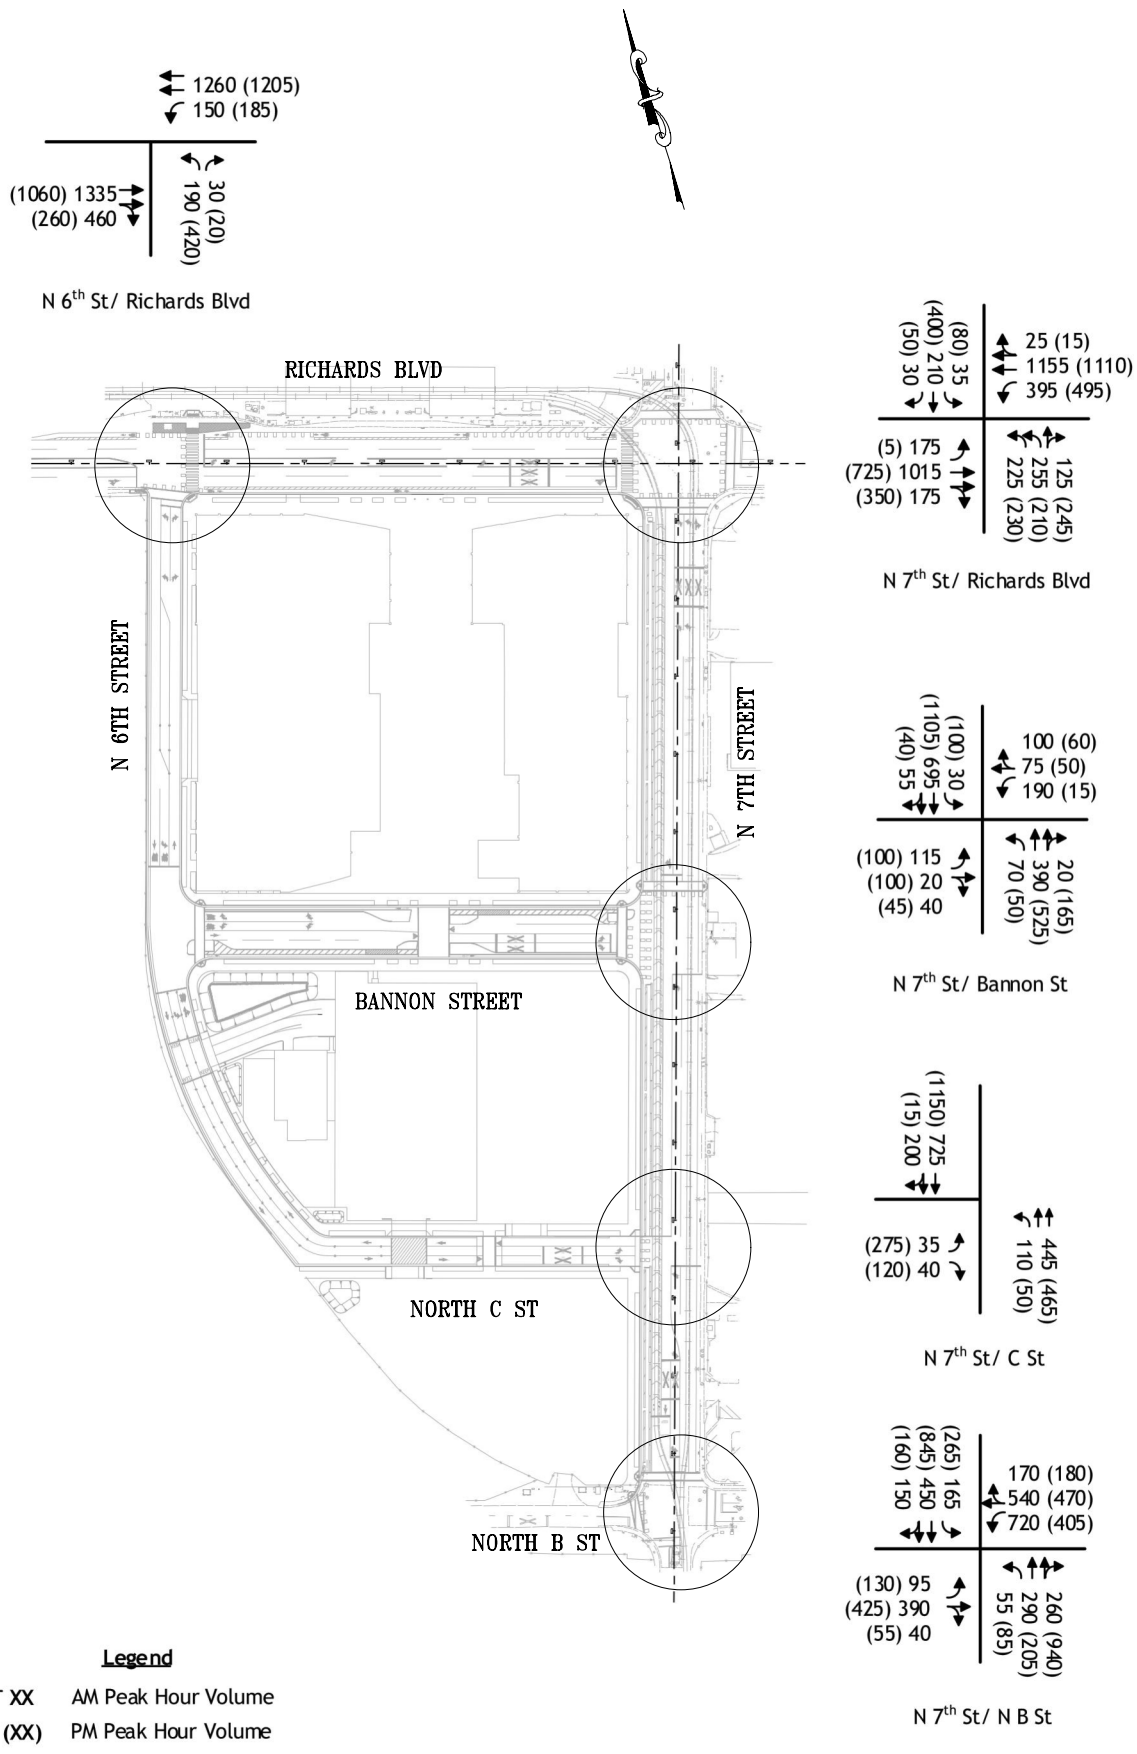 1260 (1205)
150 (185)
(1060) 1335
(260) 460
190 (420)
30 (20)
N 6th St/ Richards Blvd
RICHARDS BLVD
(50) 30
(400) 210
(80) 35
25 (15)
1155 (1110)
395 (495)
(5) 175
(725) 1015
(350) 175
225 (230)
255 (210)
125 (245)
N 7th St/ Richards Blvd
XX
XXX
N 6TH STREET
N 7TH STREET
(40) 55
(1105) 695
(100) 30
100 (60)
75 (50)
190 (15)
(100) 115
(100) 20
(45) 40
70 (50)
390 (525)
20 (165)
N 7th St/ Bannon St
XX
BANNON STREET
(15) 200
(1150) 725
(275) 35
(120) 40
110 (50)
445 (465)
N 7th St/ C St
XX
NORTH C ST
XX
(160) 150
(845) 450
(265) 165
170 (180)
540 (470)
720 (405)
(130) 95
(425) 390
(55) 40
55 (85)
290 (205)
260 (940)
N 7th St/ N B St
XX
NORTH B ST
Legend
XX AM Peak Hour Volume
(XX) PM Peak Hour Volume